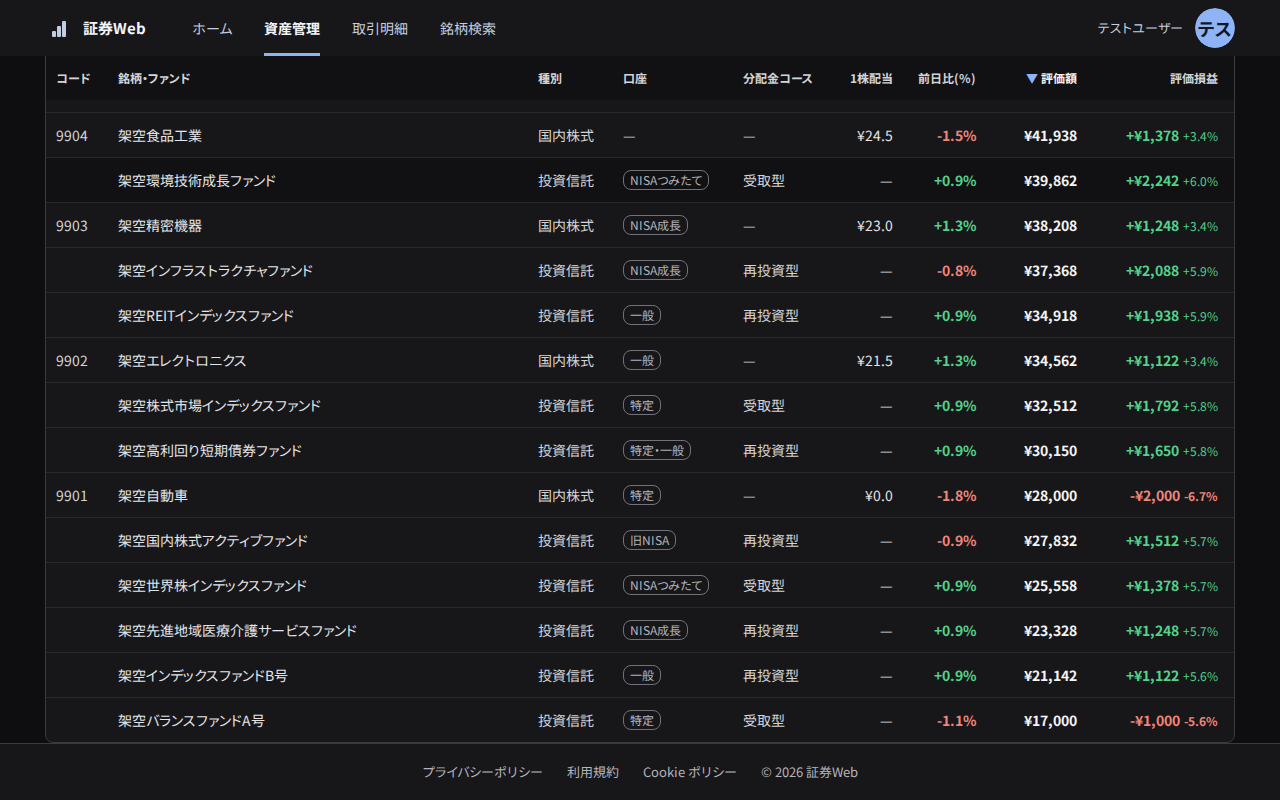 証券Web ホーム 資産管理 取引明細 銘柄検索 テストユーザー テス
コード 銘柄・ファンド 種別 口座 分配金コース 1株配当 前日比(%) ▼ 評価額 評価損益
9904 架空食品工業 国内株式 — — ¥24.5 -1.5% ¥41,938 +¥1,378 +3.4%
架空環境技術成長ファンド 投資信託 NISAつみたて 受取型 — +0.9% ¥39,862 +¥2,242 +6.0%
9903 架空精密機器 国内株式 NISA成長 — ¥23.0 +1.3% ¥38,208 +¥1,248 +3.4%
架空インフラストラクチャファンド 投資信託 NISA成長 再投資型 — -0.8% ¥37,368 +¥2,088 +5.9%
架空REITインデックスファンド 投資信託 一般 再投資型 — +0.9% ¥34,918 +¥1,938 +5.9%
9902 架空エレクトロニクス 国内株式 一般 — ¥21.5 +1.3% ¥34,562 +¥1,122 +3.4%
架空株式市場インデックスファンド 投資信託 特定 受取型 — +0.9% ¥32,512 +¥1,792 +5.8%
架空高利回り短期債券ファンド 投資信託 特定・一般 再投資型 — +0.9% ¥30,150 +¥1,650 +5.8%
9901 架空自動車 国内株式 特定 — ¥0.0 -1.8% ¥28,000 -¥2,000 -6.7%
架空国内株式アクティブファンド 投資信託 旧NISA 再投資型 — -0.9% ¥27,832 +¥1,512 +5.7%
架空世界株インデックスファンド 投資信託 NISAつみたて 受取型 — +0.9% ¥25,558 +¥1,378 +5.7%
架空先進地域医療介護サービスファンド 投資信託 NISA成長 再投資型 — +0.9% ¥23,328 +¥1,248 +5.7%
架空インデックスファンドB号 投資信託 一般 再投資型 — +0.9% ¥21,142 +¥1,122 +5.6%
架空バランスファンドA号 投資信託 特定 受取型 — -1.1% ¥17,000 -¥1,000 -5.6%
プライバシーポリシー 利用規約 Cookie ポリシー © 2026 証券Web